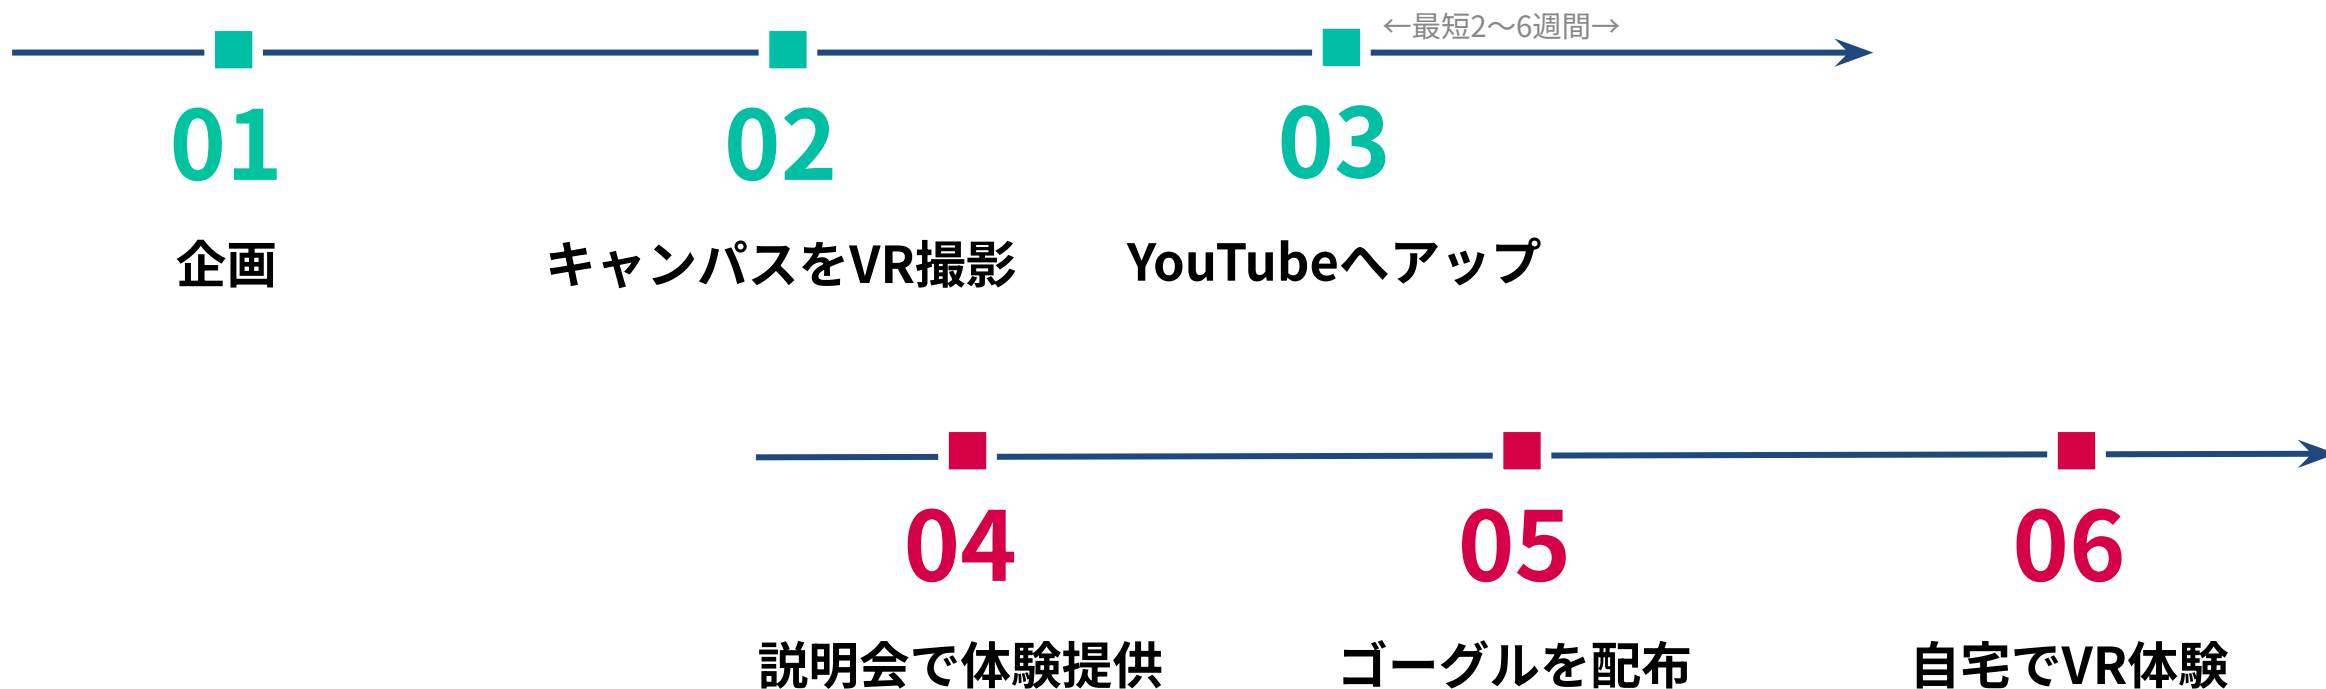 ←最短2〜6週間→
01
02
03
企画
キャンパスをVR撮影
YouTubeへアップ
04
05
06
説明会で体験提供
ゴーグルを配布
自宅でVR体験